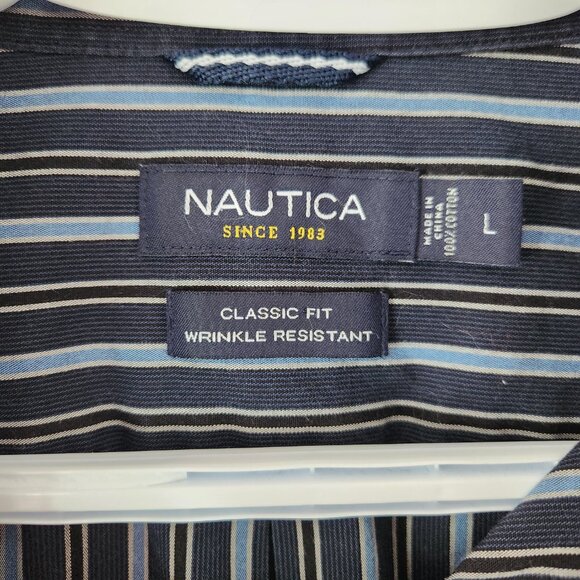 NAUTICA
SINCE 1983
MADE IN
CHINA
100% COTTON
L
CLASSIC FIT
WRINKLE RESISTANT